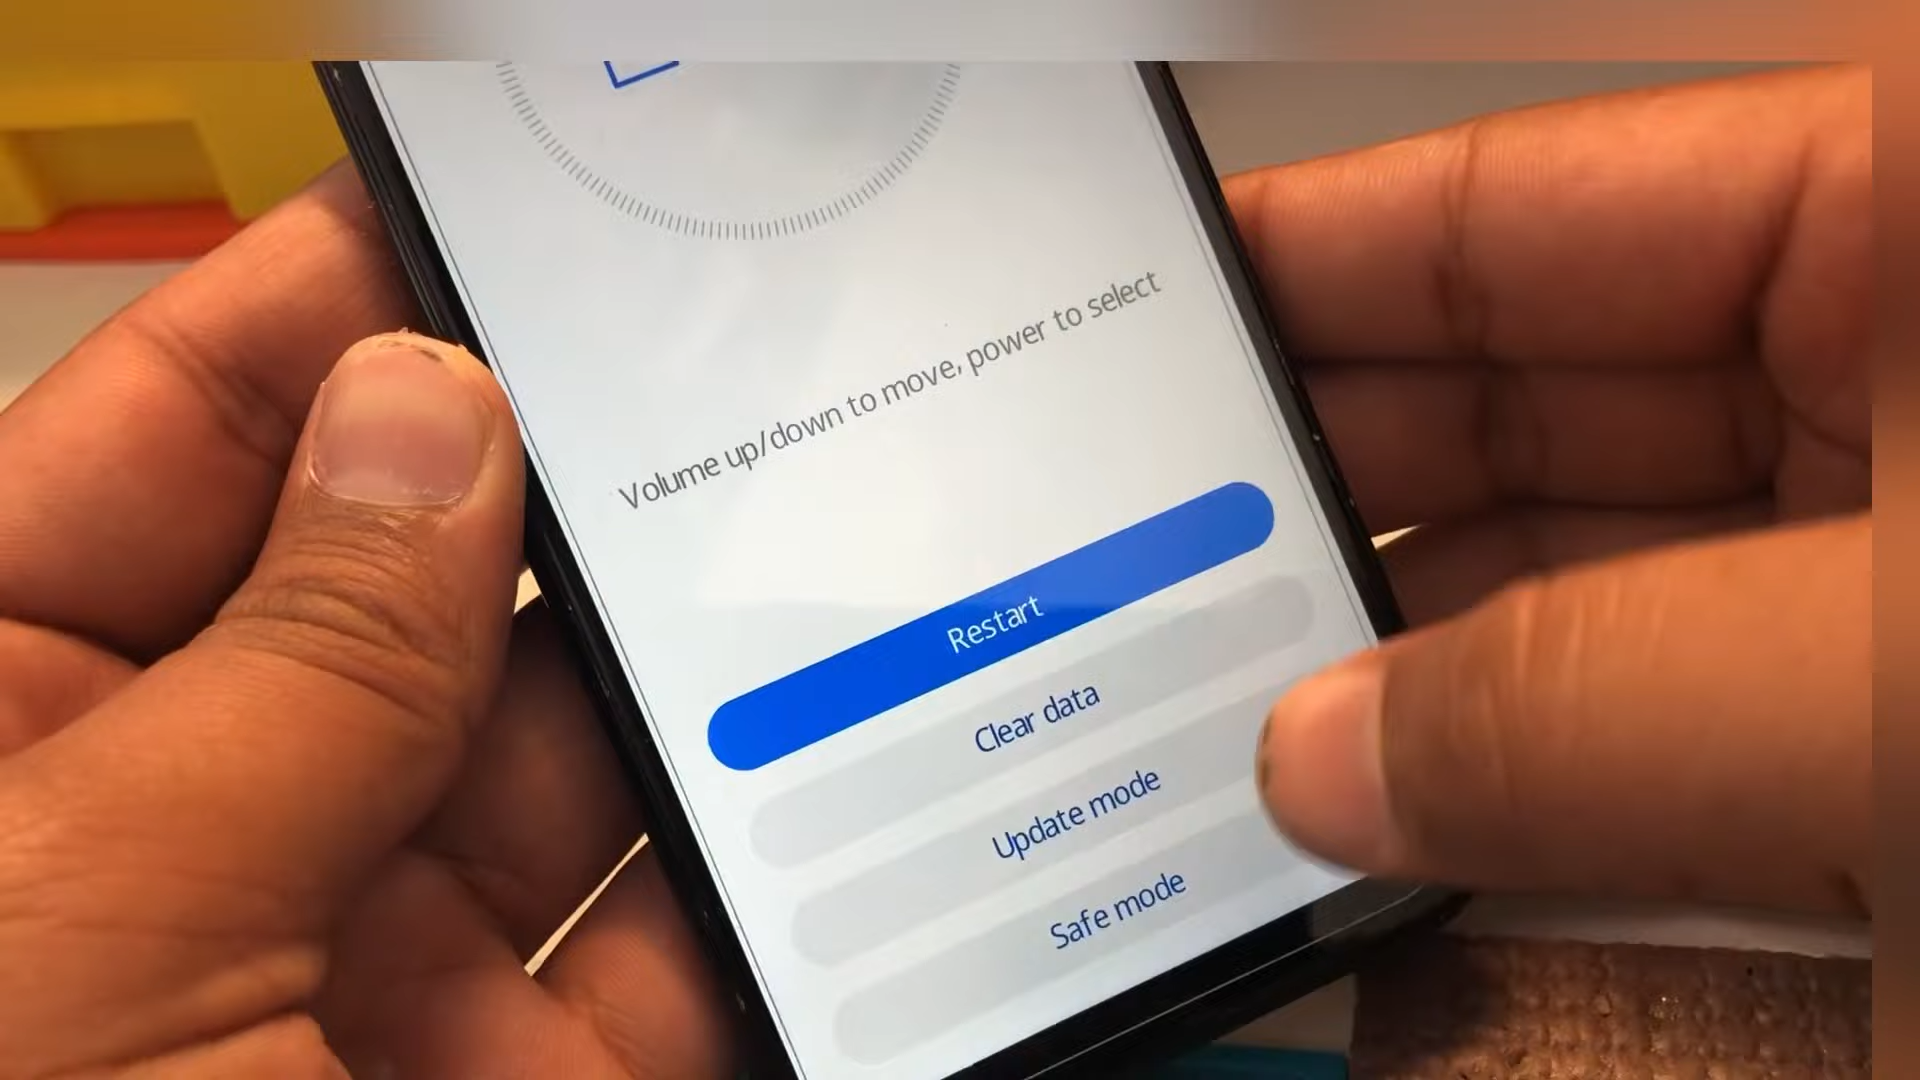 Volume up/down to move, power to select
Restart
Clear data
Update mode
Safe mode